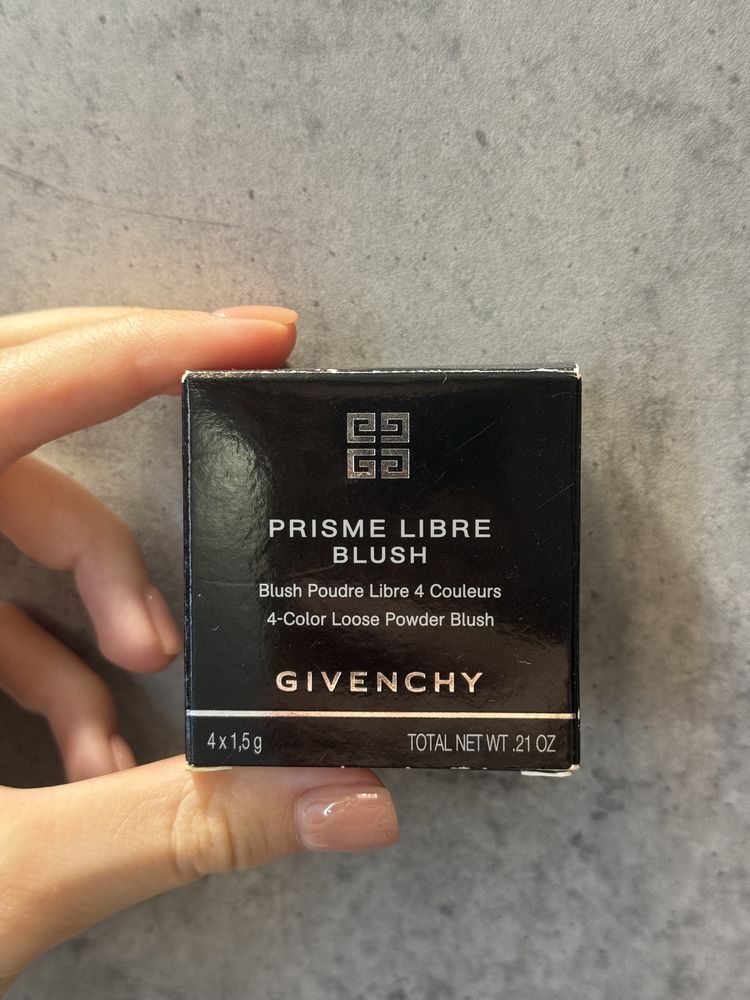 PRISME LIBRE
BLUSH
Blush Poudre Libre 4 Couleurs
4-Color Loose Powder Blush
GIVENCHY
4 x 1,5 g TOTAL NET WT .21 OZ